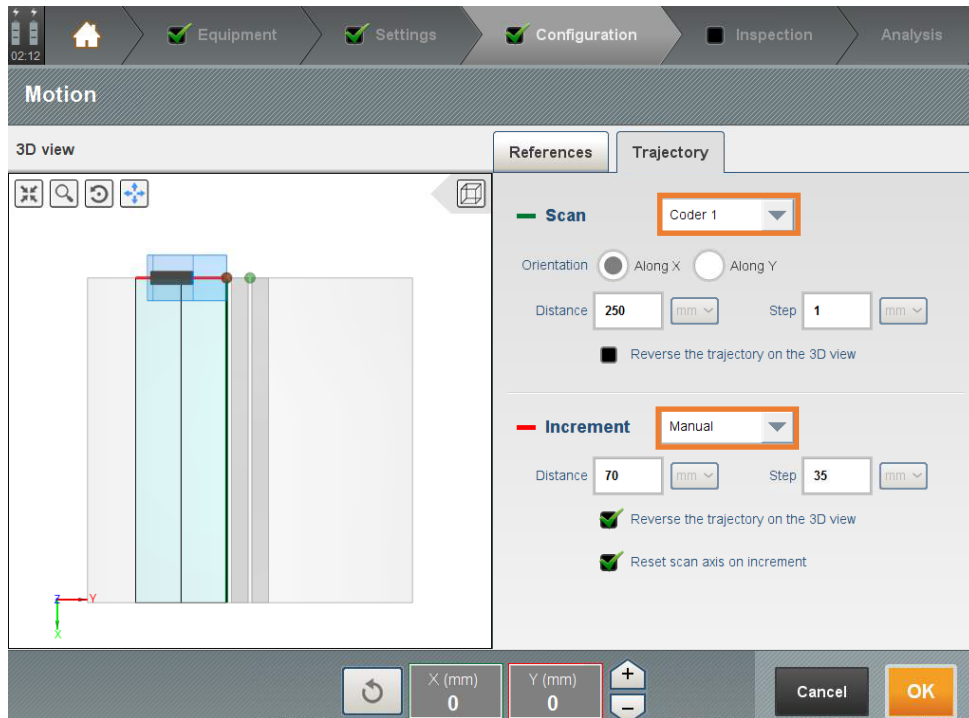 02:12
Equipment
Settings
Configuration
Inspection
Analysis
Motion
3D view
References
Trajectory
Scan
Coder 1
Orientation
Along X
Along Y
Distance
250
mm
Step
1
mm
Reverse the trajectory on the 3D view
Increment
Manual
Distance
70
mm
Step
35
mm
Reverse the trajectory on the 3D view
Reset scan axis on increment
Z
Y
X
X (mm)
0
Y (mm)
0
+
−
Cancel
OK